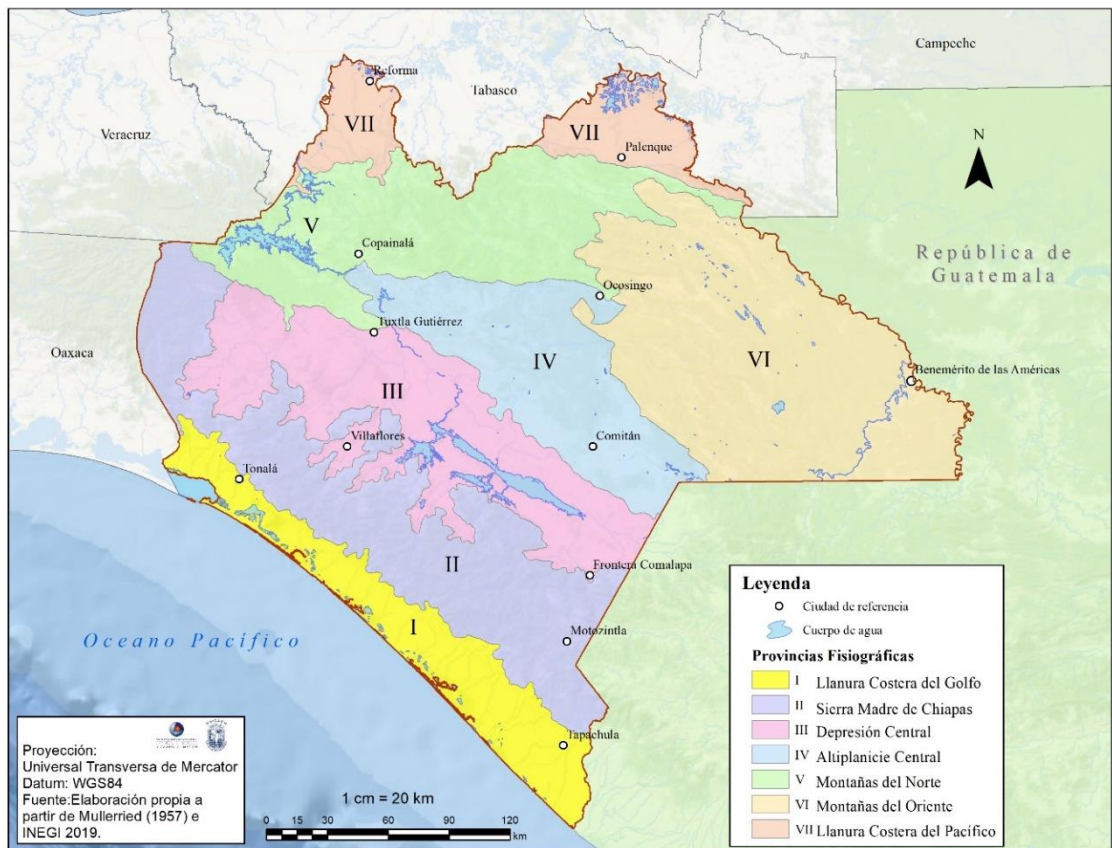 Campeche
Reforma
Tabasco
Veracruz
VII
VII
Palenque
N
V
Copainalá
República de
Guatemala
Ocosingo
Tuxtla Gutiérrez
Oaxaca
IV
VI
Benemérito de las Américas
III
Villaflores
Comitán
Tonalá
II
Frontera Comalapa
Oceano Pacífico
I
Motozintla
Tapachula
Leyenda
Ciudad de referencia
Cuerpo de agua
Provincias Fisiográficas
I Llanura Costera del Golfo
II Sierra Madre de Chiapas
III Depresión Central
IV Altiplanicie Central
V Montañas del Norte
VI Montañas del Oriente
VII Llanura Costera del Pacífico
Proyección:
Universal Transversa de Mercator
Datum: WGS84
Fuente:Elaboración propia a
partir de Mullerried (1957) e
INEGI 2019.
1 cm = 20 km
0 15 30 60 90 120
km